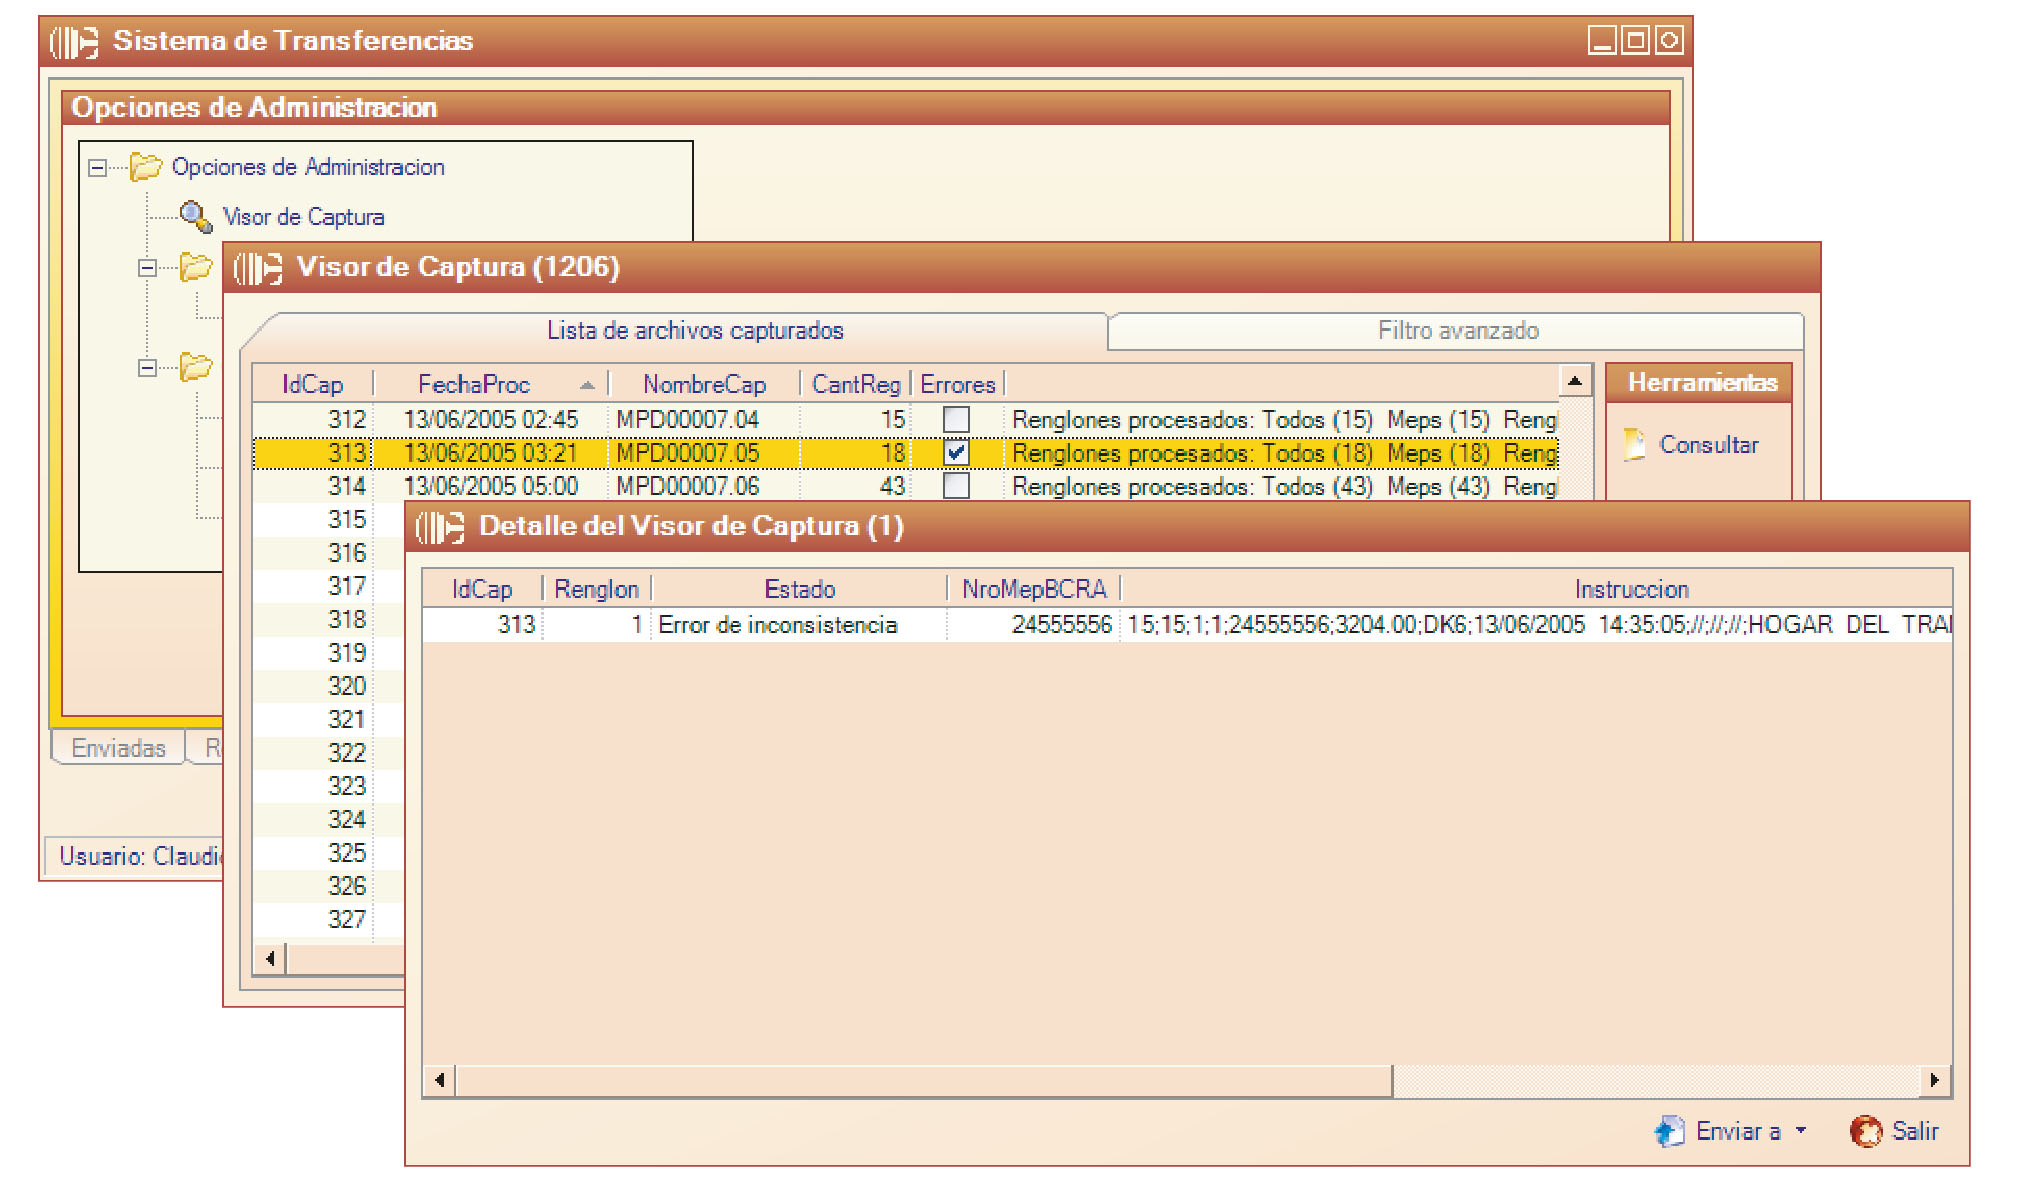 Sistema de Transferencias
Opciones de Administracion
Opciones de Administracion
Visor de Captura
Visor de Captura (1206)
Lista de archivos capturados Filtro avanzado
IdCap FechaProc NombreCap CantReg Errores Herramientas
312 13/06/2005 02:45 MPD00007.04 15 Renglones procesados: Todos (15) Meps (15) Rengl
313 13/06/2005 03:21 MPD00007.05 18 Renglones procesados: Todos (18) Meps (18) Rengl
Consultar
314 13/06/2005 05:00 MPD00007.06 43 Renglones procesados: Todos (43) Meps (43) Rengl
315
316
317
318
319
320
321
322
323
324
325
326
327
Detalle del Visor de Captura (1)
IdCap Renglon Estado NroMepBCRA Instruccion
313 1 Error de inconsistencia 24555556 15;15;1;1;24555556;3204.00;DK6;13/06/2005 14:35:05;//;//;//;HOGAR DEL TRA
Enviar a Salir
Enviadas R
Usuario: Claudi